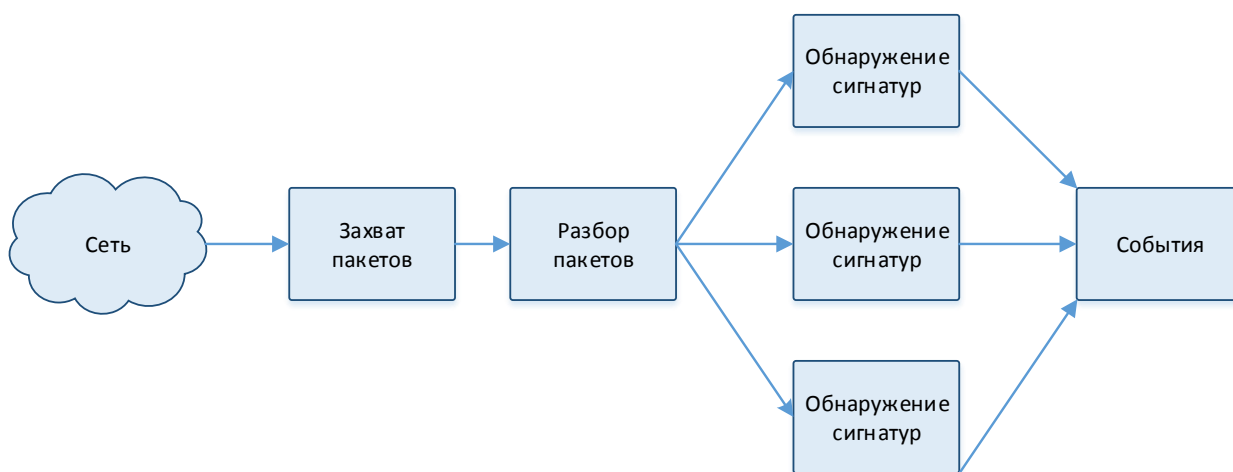 Сеть
Захват
пакетов
Разбор
пакетов
Обнаружение
сигнатур
Обнаружение
сигнатур
Обнаружение
сигнатур
События